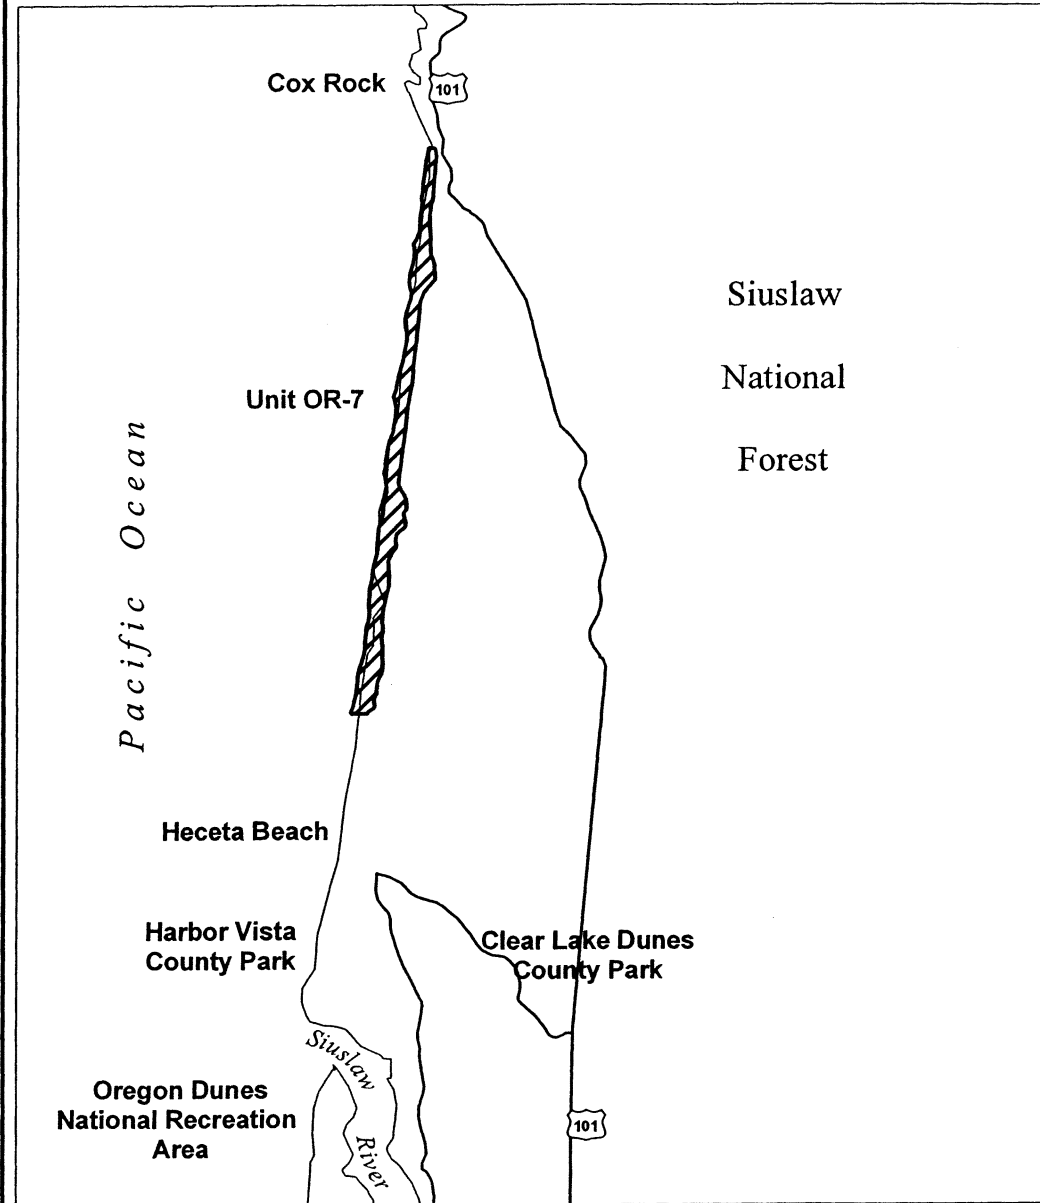 Cox Rock
101
Siuslaw
National
Forest
Unit OR-7
Pacific Ocean
Heceta Beach
Harbor Vista
County Park
Clear Lake Dunes
County Park
Siuslaw
River
Oregon Dunes
National Recreation
Area
101